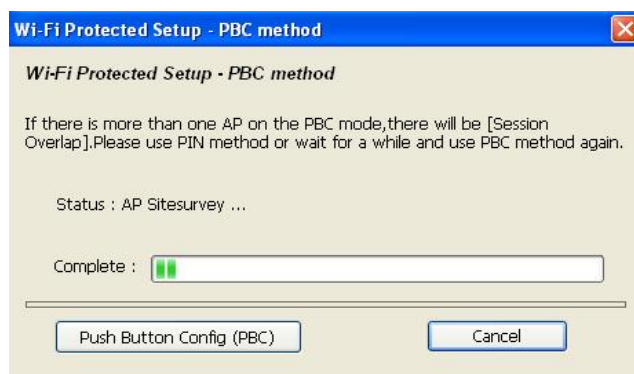 Wi-Fi Protected Setup - PBC method
Wi-Fi Protected Setup - PBC method
If there is more than one AP on the PBC mode,there will be [Session
Overlap].Please use PIN method or wait for a while and use PBC method again.
Status : AP Sitesurvey ...
Complete :
Push Button Config (PBC)
Cancel